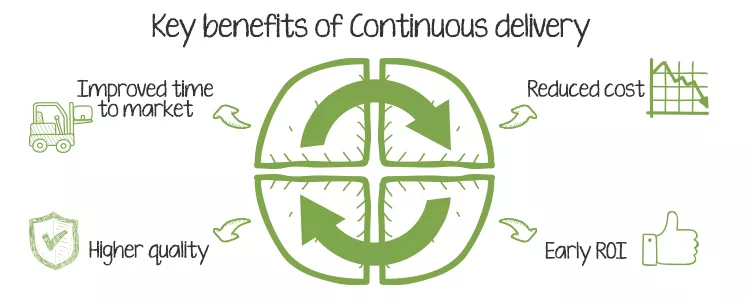 Key benefits of Continuous delivery
Improved time
to market
Reduced cost
Higher quality
Early ROI